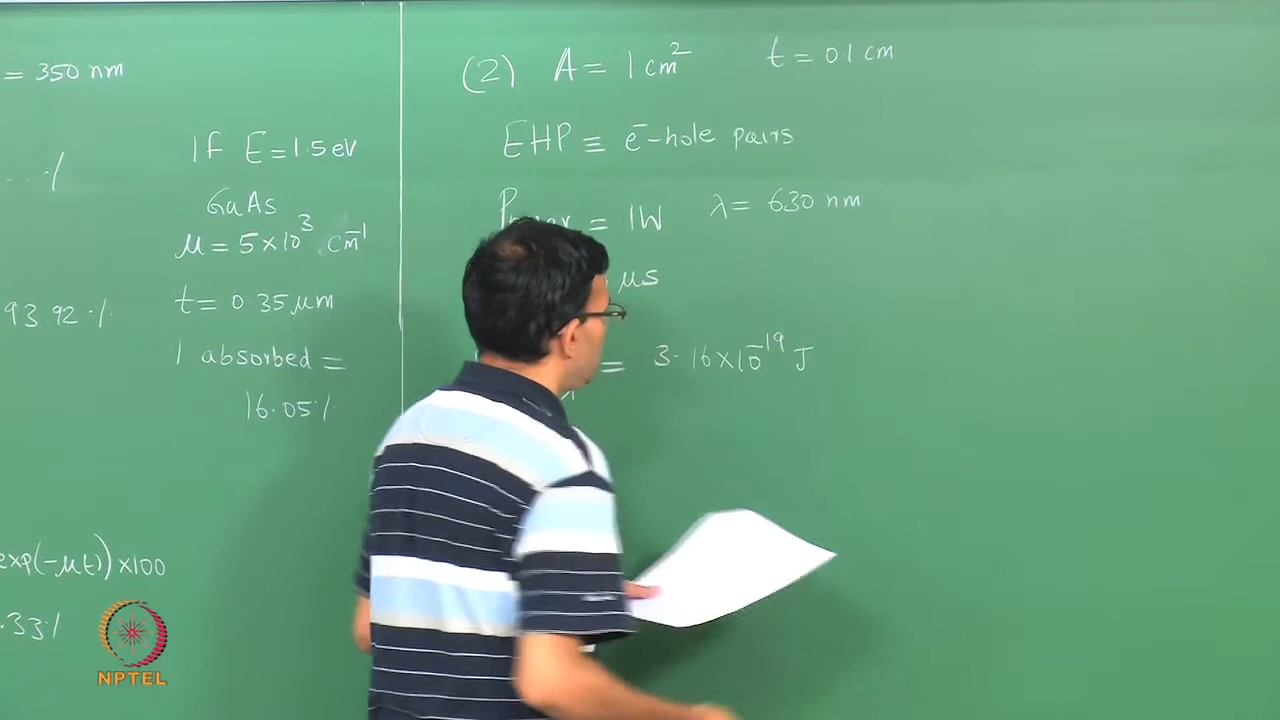 = 350 nm
If E = 1.5 eV
GaAs
μ = 5×10³ cm⁻¹
t = 0.35 μm
93.92 %
1 absorbed =
16.05 %
exp(-μt)) × 100
.33 %
(2) A = 1 cm² t = 0.1 cm
EHP ≡ e⁻-hole pairs
= 1W λ = 630 nm
μs
= 3.16×10⁻¹⁹ J
NPTEL